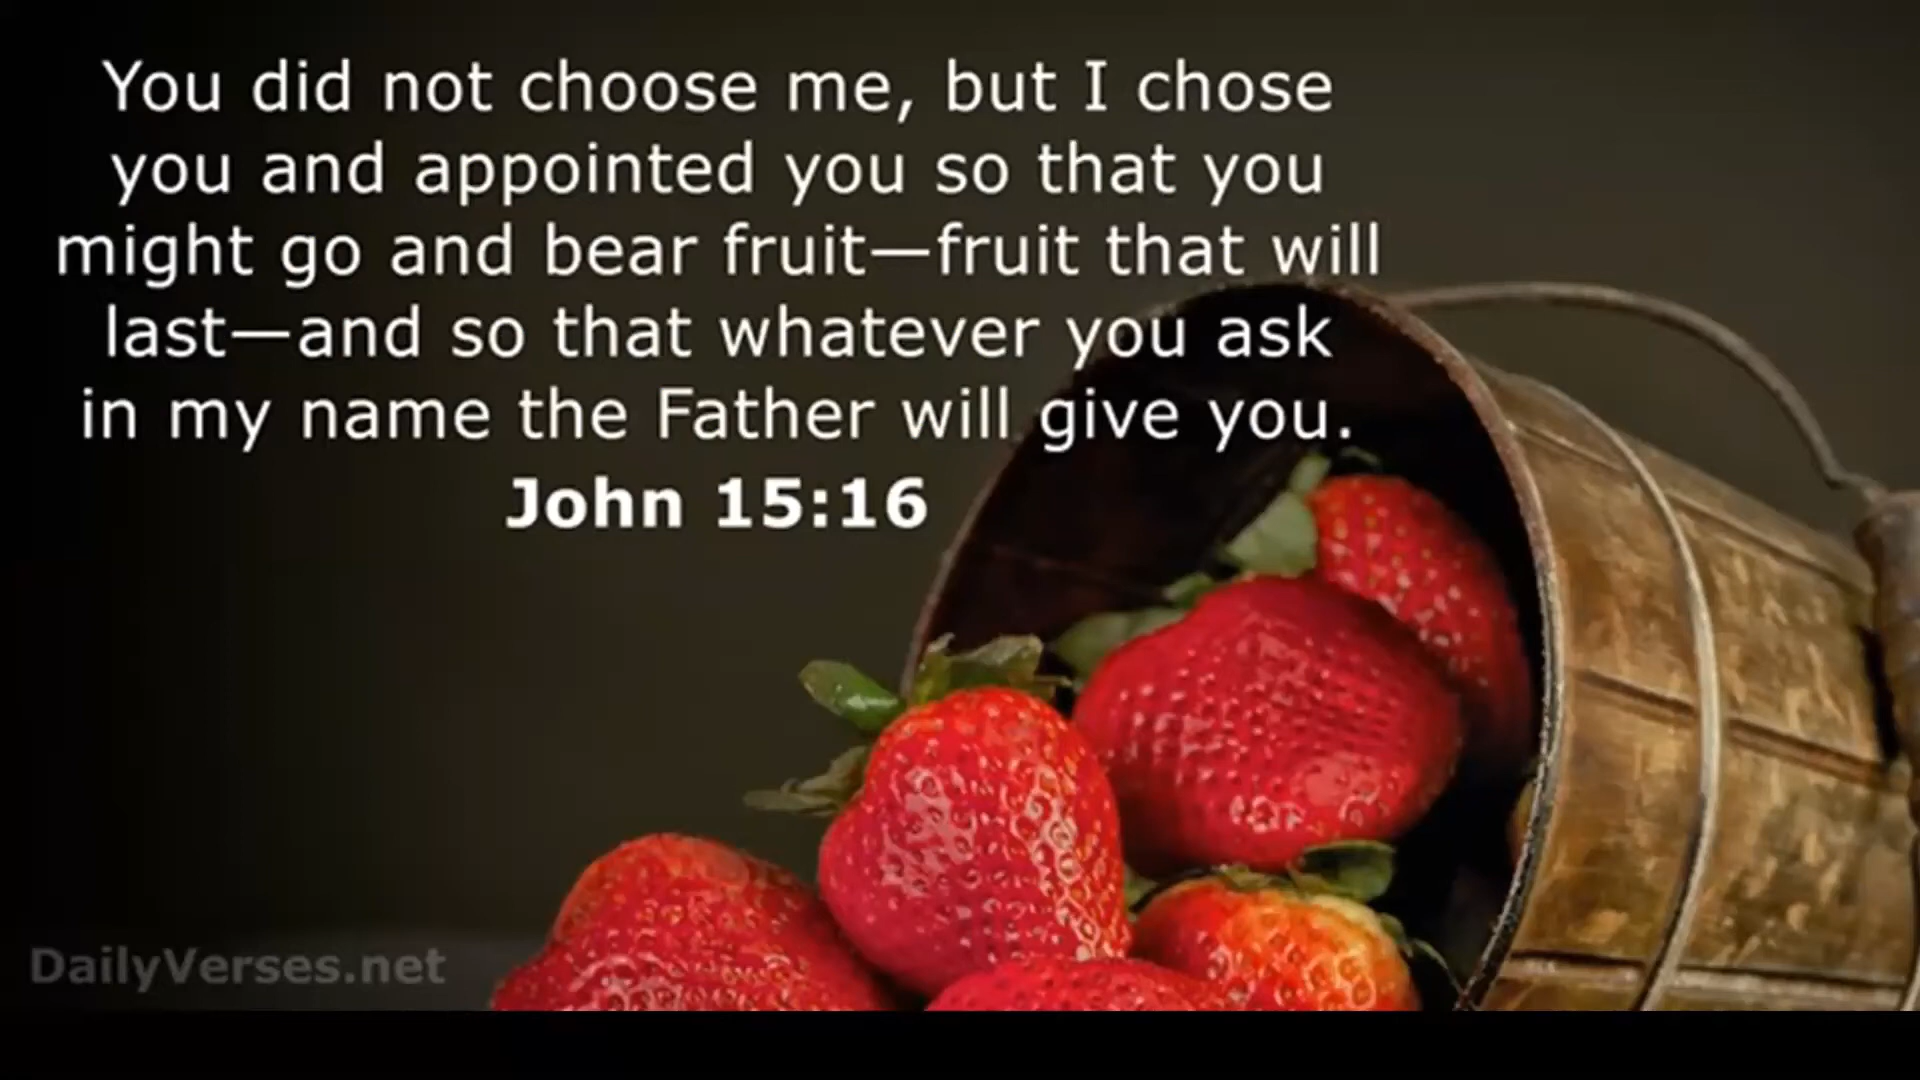 You did not choose me, but I chose
you and appointed you so that you
might go and bear fruit—fruit that will
last—and so that whatever you ask
in my name the Father will give you.
John 15:16
DailyVerses.net